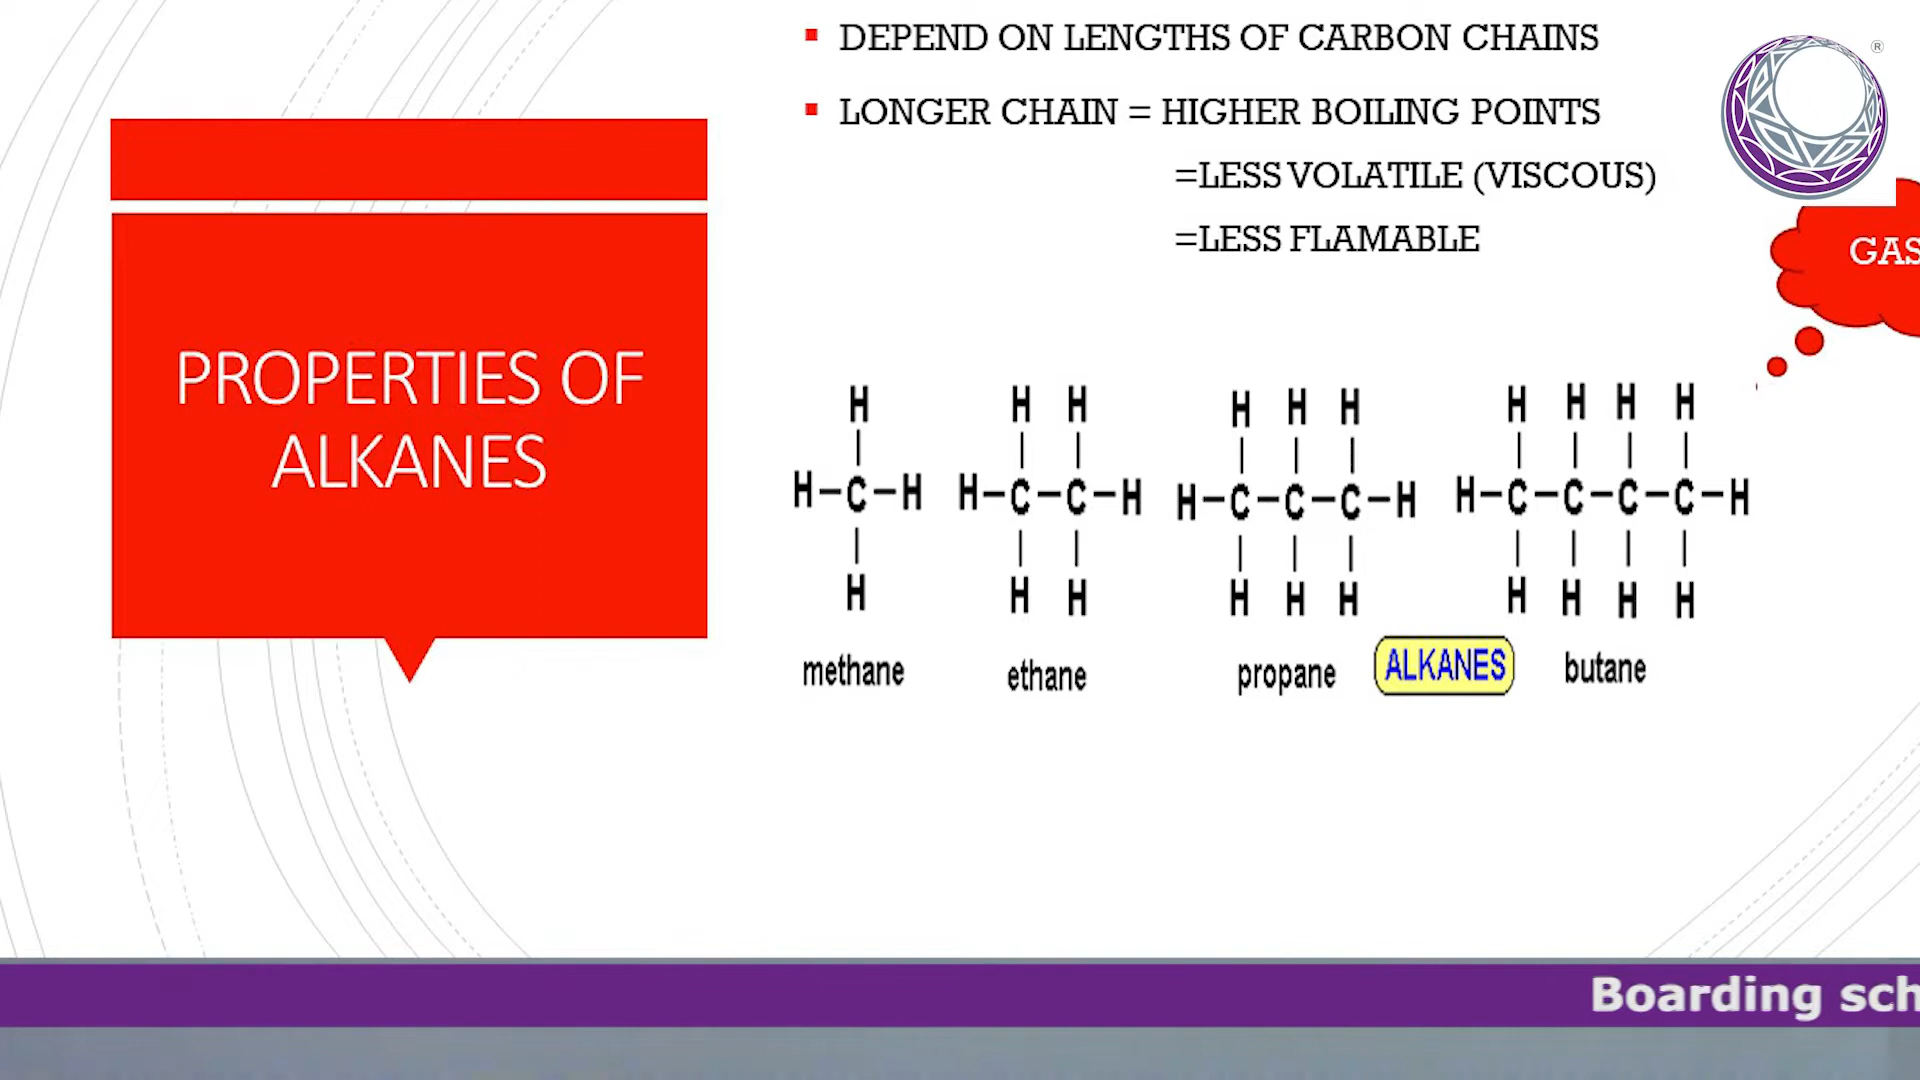 PROPERTIES OF
ALKANES
▪ DEPEND ON LENGTHS OF CARBON CHAINS
▪ LONGER CHAIN = HIGHER BOILING POINTS
=LESS VOLATILE (VISCOUS)
=LESS FLAMABLE
®
GAS
H H H H H H H H H H
H-C-H H-C-C-H H-C-C-C-H H-C-C-C-C-H
H H H H H H H H H H
methane ethane propane ALKANES butane
Boarding sch